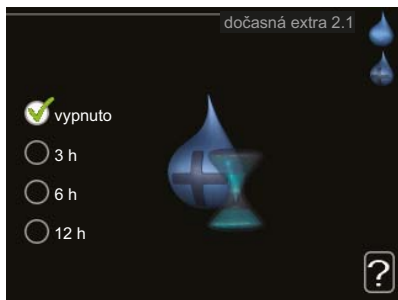 dočasná extra 2.1
vypnuto
3 h
6 h
12 h
?